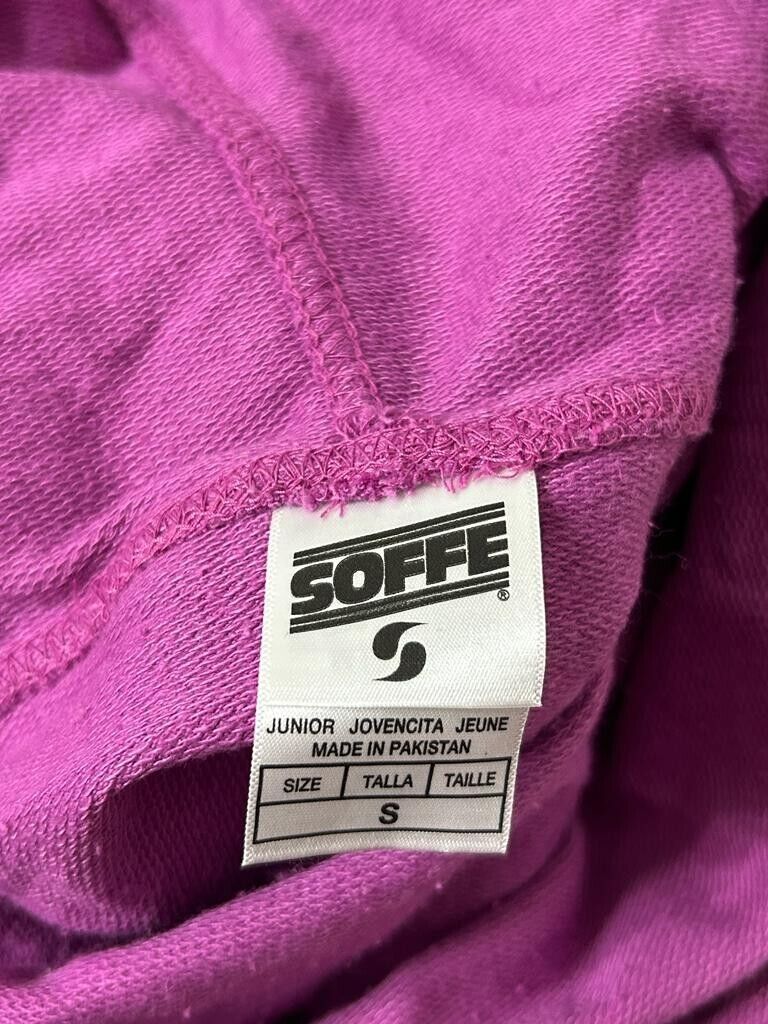 SOFFE®
JUNIOR JOVENCITA JEUNE
MADE IN PAKISTAN
SIZE TALLA TAILLE
S